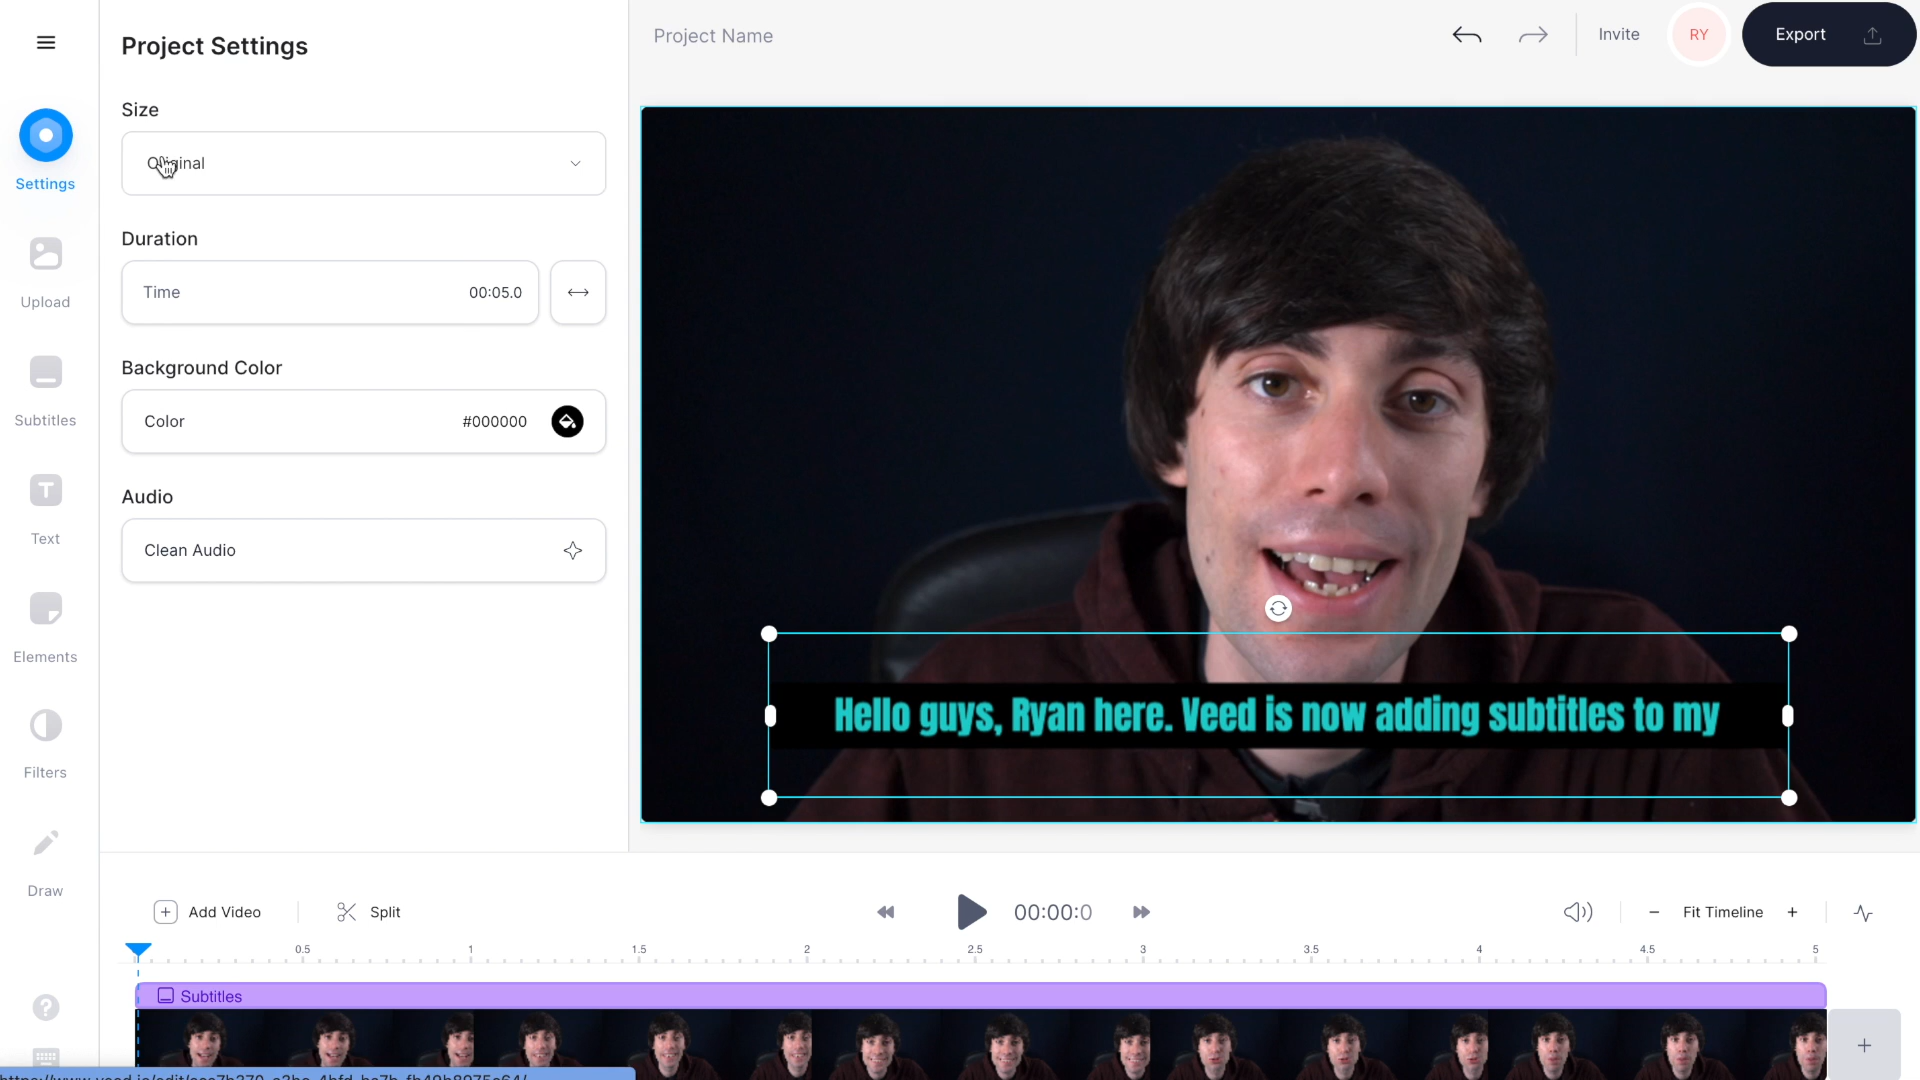 Project Settings
Project Name
Invite
RY
Export
Size
Original
Settings
Duration
Upload
Time
00:05.0
Background Color
Subtitles
Color
#000000
Audio
Text
Clean Audio
Elements
Hello guys, Ryan here. Veed is now adding subtitles to my
Filters
Draw
Add Video
Split
00:00:0
Fit Timeline
0.5
1
1.5
2
2.5
3
3.5
4
4.5
5
Subtitles